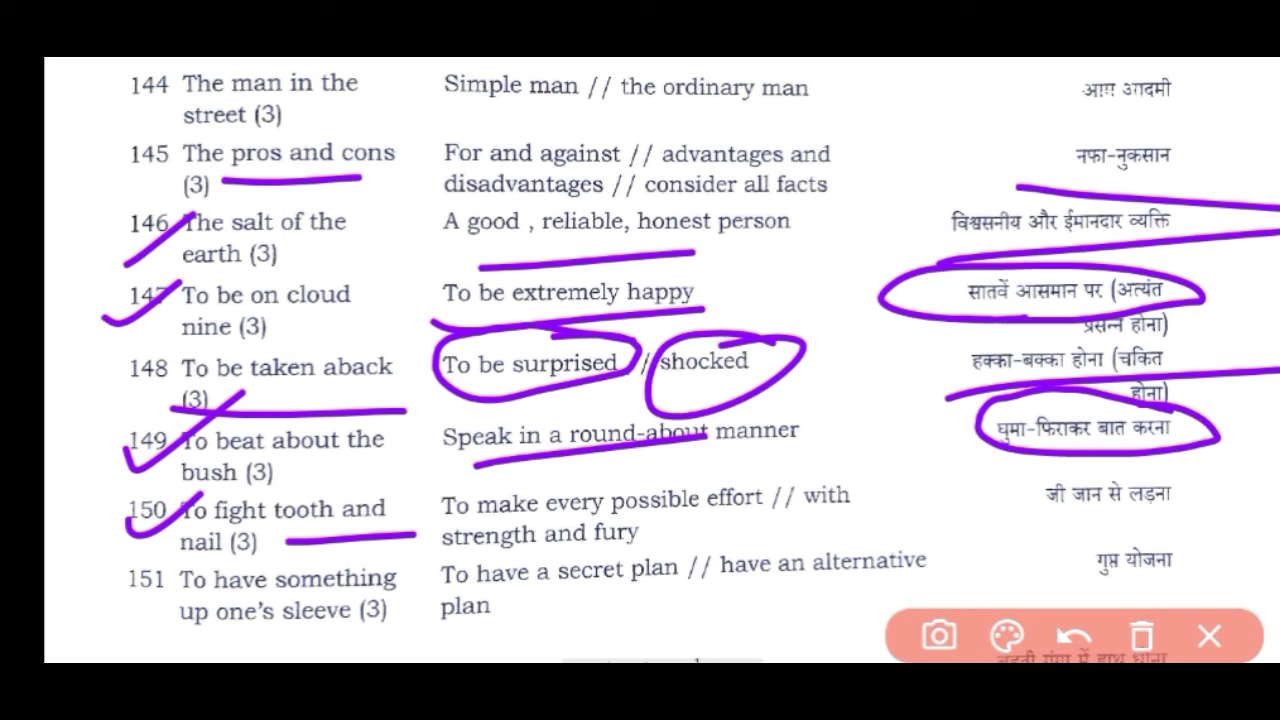 144 The man in the Simple man // the ordinary man आम आदमी
street (3)
145 The pros and cons For and against // advantages and नफा-नुकसान
(3) disadvantages // consider all facts
146 The salt of the A good , reliable, honest person विश्वसनीय और ईमानदार व्यक्ति
earth (3)
147 To be on cloud To be extremely happy सातवें आसमान पर (अत्यंत
nine (3) प्रसन्न होना)
148 To be taken aback To be surprised // shocked हक्का-बक्का होना (चकित
(3) होना)
149 To beat about the Speak in a round-about manner घुमा-फिराकर बात करना
bush (3)
150 To fight tooth and To make every possible effort // with जी जान से लड़ना
nail (3) strength and fury
151 To have something To have a secret plan // have an alternative गुप्त योजना
up one's sleeve (3) plan